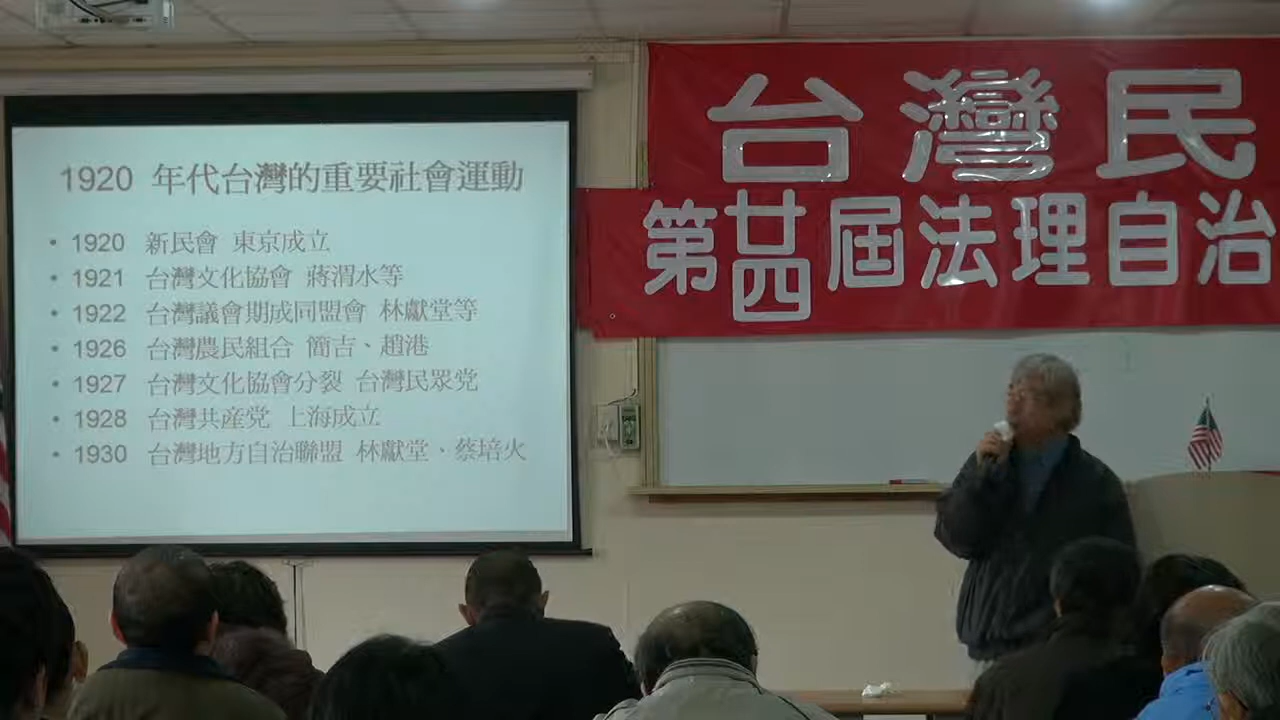 1920 年代台灣的重要社會運動
• 1920 新民會 東京成立
• 1921 台灣文化協會 蔣渭水等
• 1922 台灣議會期成同盟會 林獻堂等
• 1926 台灣農民組合 簡吉、趙港
• 1927 台灣文化協會分裂 台灣民眾党
• 1928 台灣共産党 上海成立
• 1930 台灣地方自治聯盟 林獻堂、蔡培火
台灣民
第廿四屆法理自治